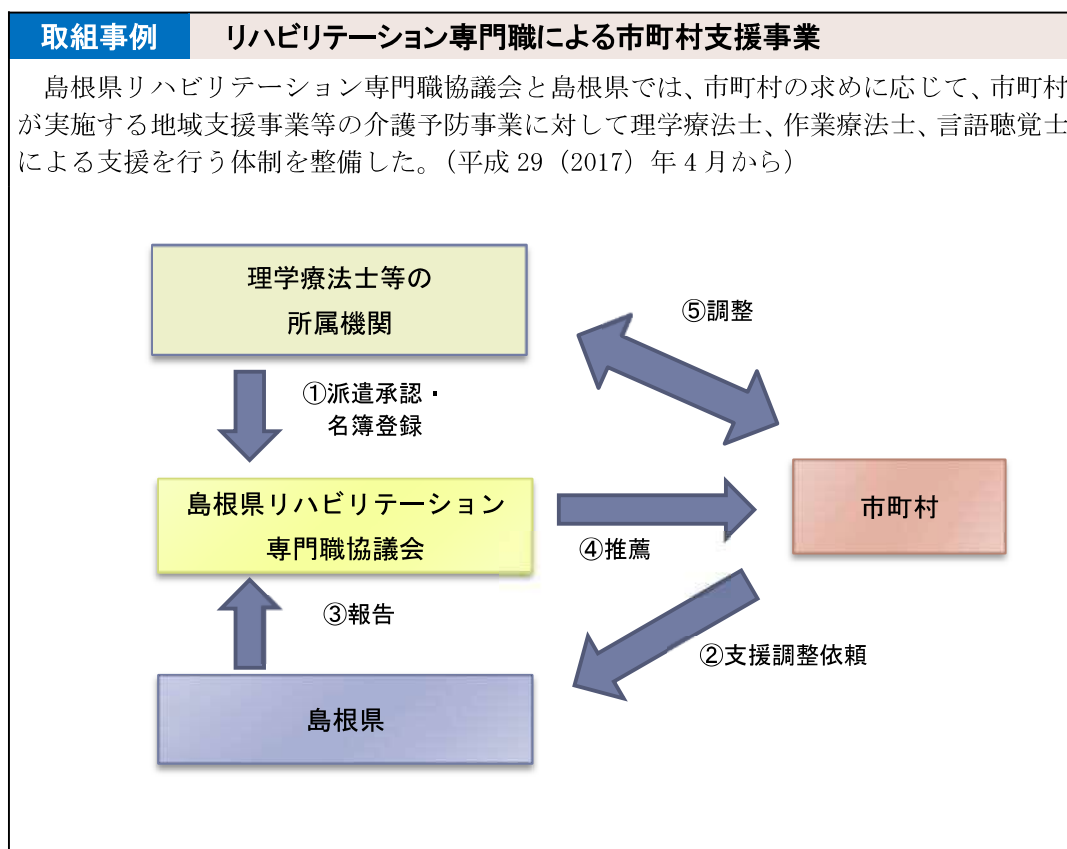 取組事例 リハビリテーション専門職による市町村支援事業
島根県リハビリテーション専門職協議会と島根県では、市町村の求めに応じて、市町村
が実施する地域支援事業等の介護予防事業に対して理学療法士、作業療法士、言語聴覚士
による支援を行う体制を整備した。（平成 29（2017）年 4 月から）
理学療法士等の
所属機関
⑤調整
①派遣承認・
名簿登録
島根県リハビリテーション
専門職協議会
市町村
④推薦
③報告
②支援調整依頼
島根県